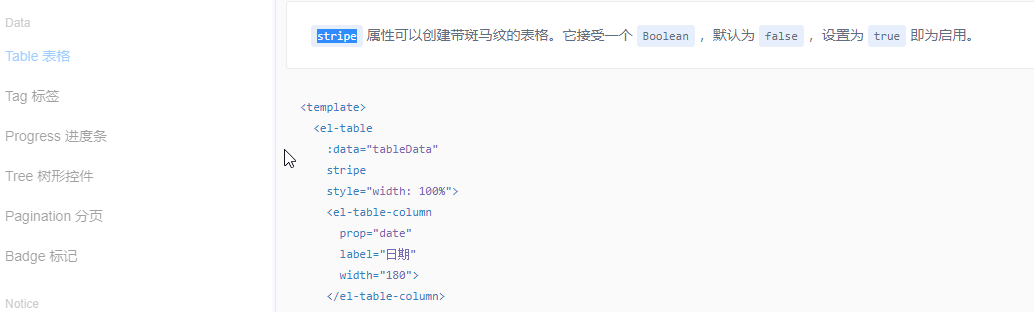 Data
Table 表格
Tag 标签
Progress 进度条
Tree 树形控件
Pagination 分页
Badge 标记
Notice
stripe 属性可以创建带斑马纹的表格。它接受一个 Boolean ，默认为 false ，设置为 true 即为启用。
<template>
<el-table
:data="tableData"
stripe
style="width: 100%">
<el-table-column
prop="date"
label="日期"
width="180">
</el-table-column>